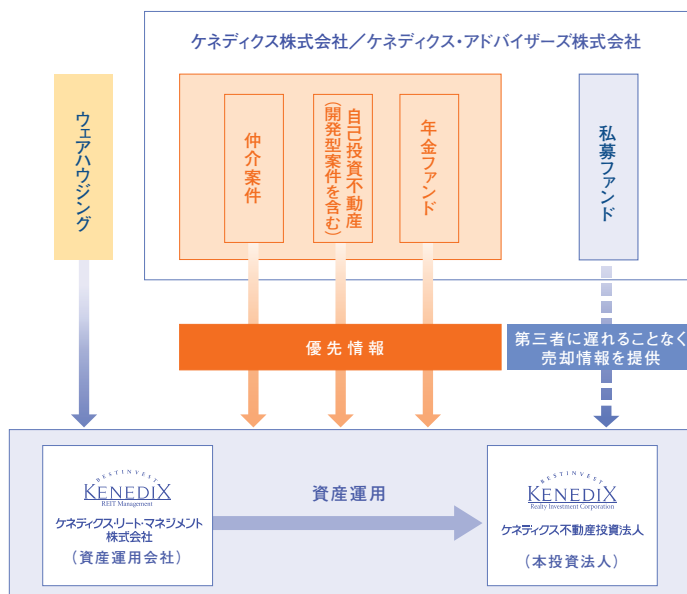 ケネディクス株式会社／ケネディクス・アドバイザーズ株式会社
ウェアハウジング
仲介案件
自己投資不動産
(開発型案件を含む)
年金ファンド
私募ファンド
優先情報
第三者に遅れることなく
売却情報を提供
BESTINVEST
KENEDIX
REIT Management
ケネディクス・リート・マネジメント
株式会社
(資産運用会社)
資産運用
BESTINVEST
KENEDIX
Realty Investment Corporation
ケネディクス不動産投資法人
(本投資法人)